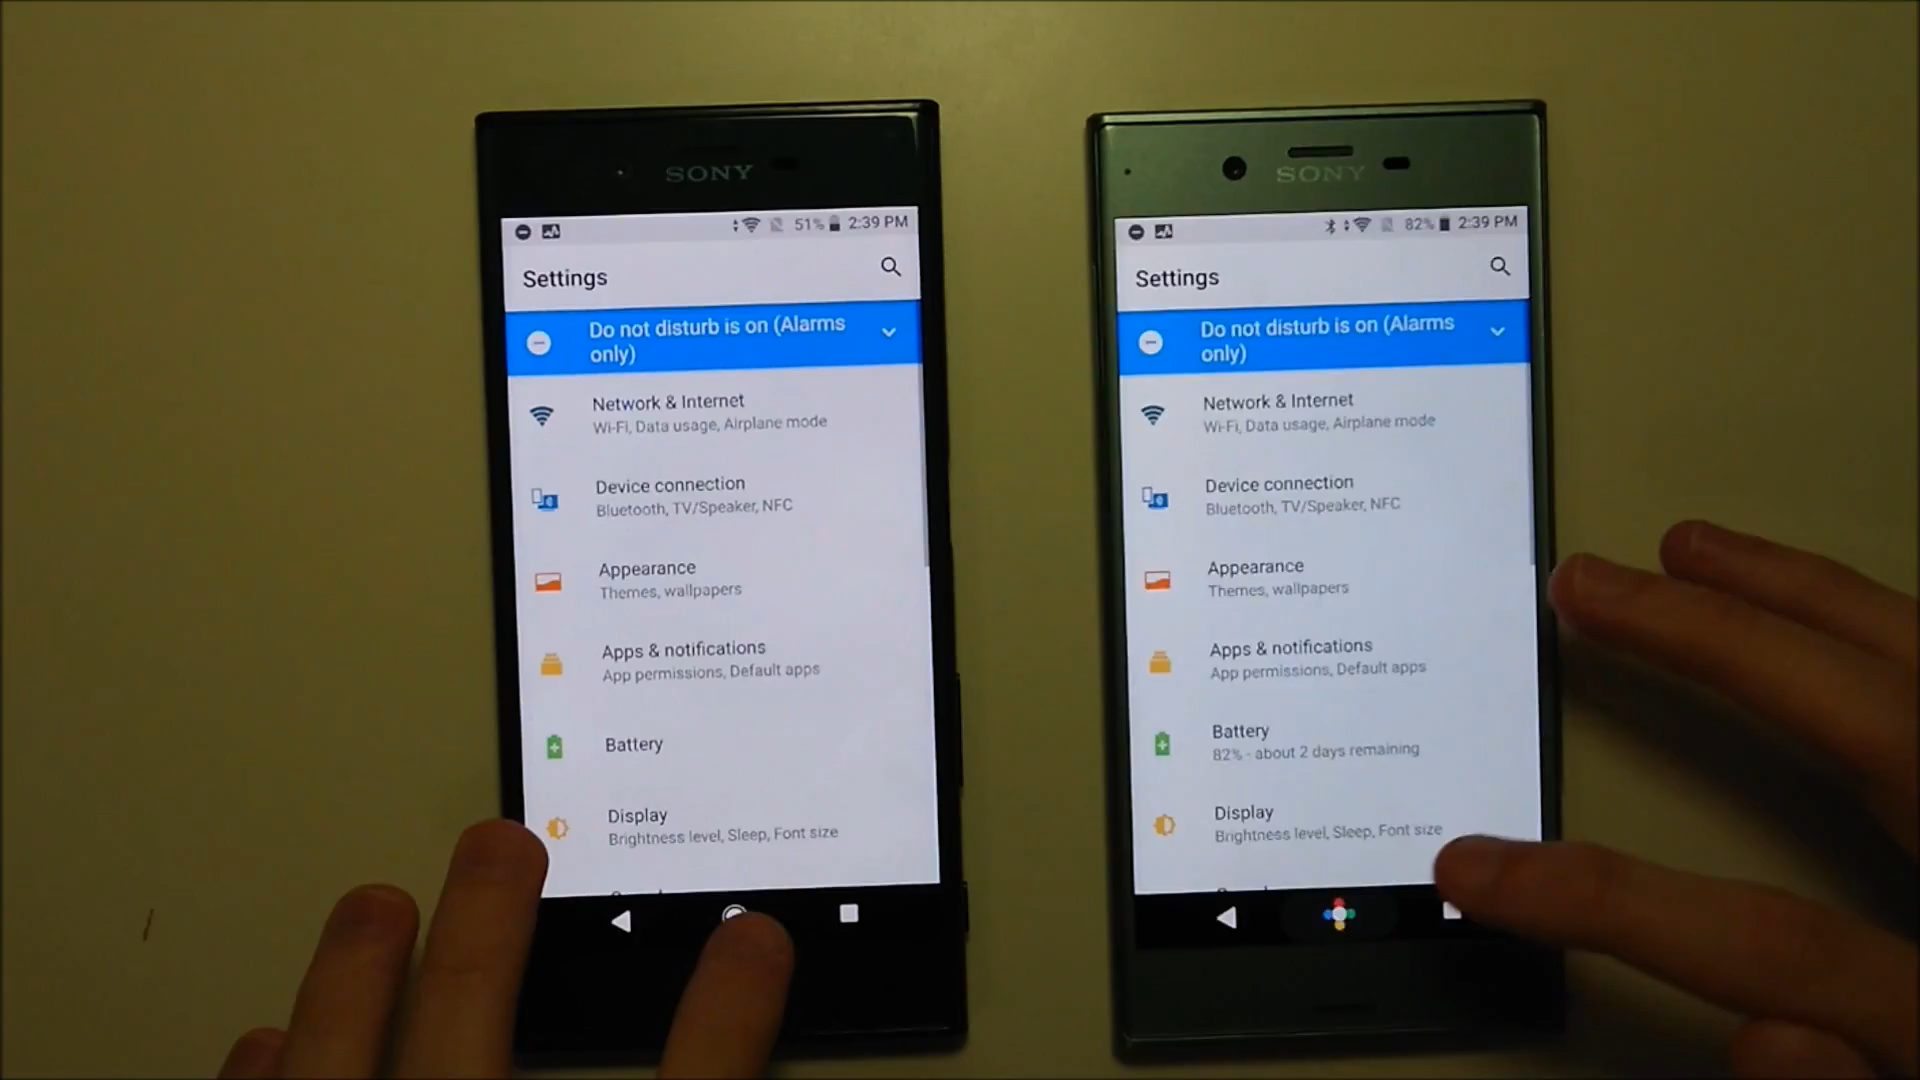 SONY
51% 2:39 PM
Settings
Do not disturb is on (Alarms
only)
Network & Internet
Wi-Fi, Data usage, Airplane mode
Device connection
Bluetooth, TV/Speaker, NFC
Appearance
Themes, wallpapers
Apps & notifications
App permissions, Default apps
Battery
Display
Brightness level, Sleep, Font size
SONY
82% 2:39 PM
Settings
Do not disturb is on (Alarms
only)
Network & Internet
Wi-Fi, Data usage, Airplane mode
Device connection
Bluetooth, TV/Speaker, NFC
Appearance
Themes, wallpapers
Apps & notifications
App permissions, Default apps
Battery
82% - about 2 days remaining
Display
Brightness level, Sleep, Font size